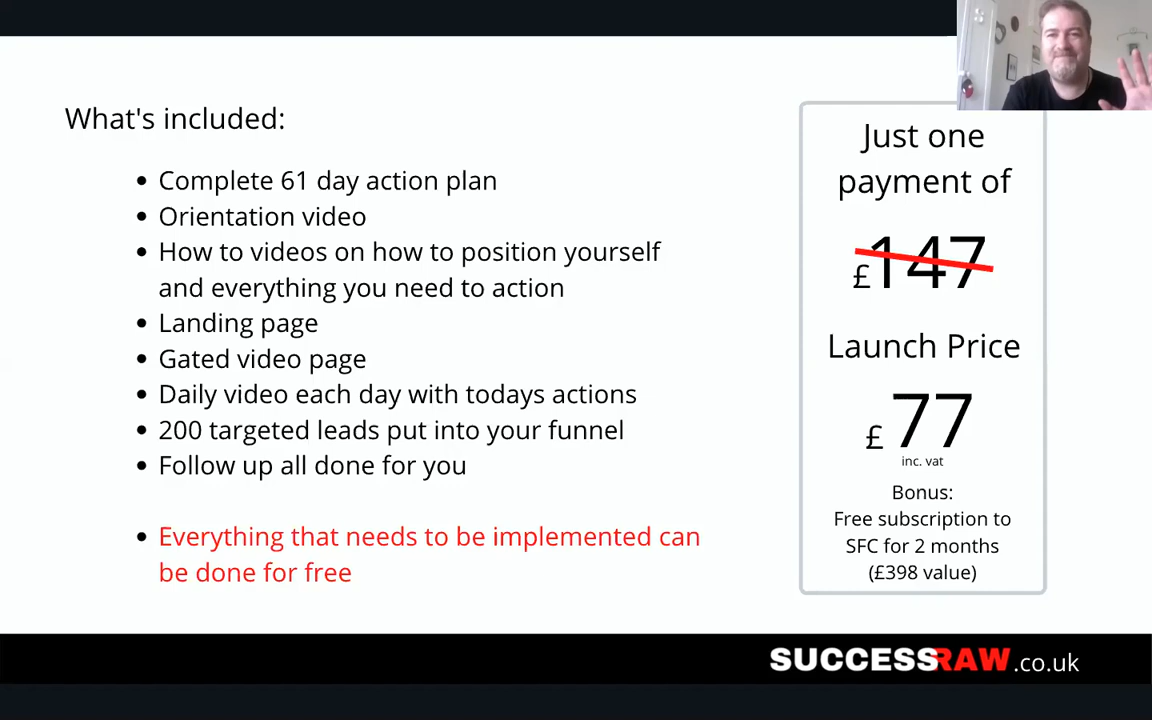 What's included:
Complete 61 day action plan
Orientation video
How to videos on how to position yourself
and everything you need to action
Landing page
Gated video page
Daily video each day with todays actions
200 targeted leads put into your funnel
Follow up all done for you
Everything that needs to be implemented can
be done for free
Just one
payment of
£147
Launch Price
£77
inc. vat
Bonus:
Free subscription to
SFC for 2 months
(£398 value)
SUCCESSRAW.co.uk